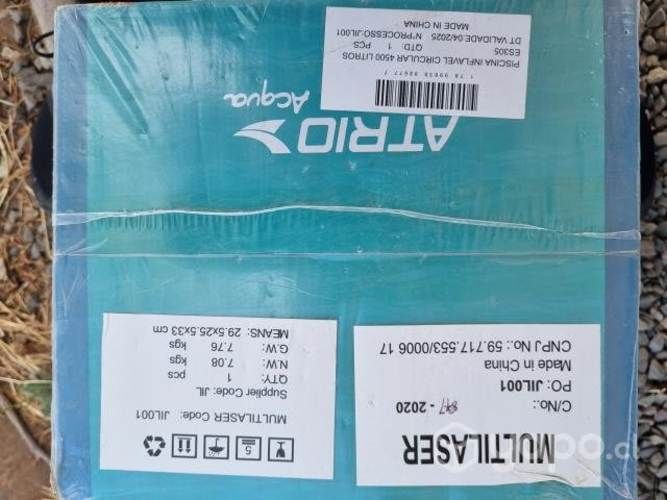 MULTILASER
C/No.: - 2020
PO: JIL001
Made in China
CNPJ No.: 59.717.553/0006 17
5
MULTILASER Code: JIL001
Supplier Code: JIL
QTY: 1 pcs
N.W: 7.08 kgs
G.W: 7.76 kgs
MEANS: 29.5x25.5x33 cm
ATRIO
Acqua
PISCINA INFLAVEL CIRCULAR 4500 LITROS
ES305
QTD: 1 PCS
DT VALIDADE:04/2025 N°PROCESSO:JIL001
MADE IN CHINA